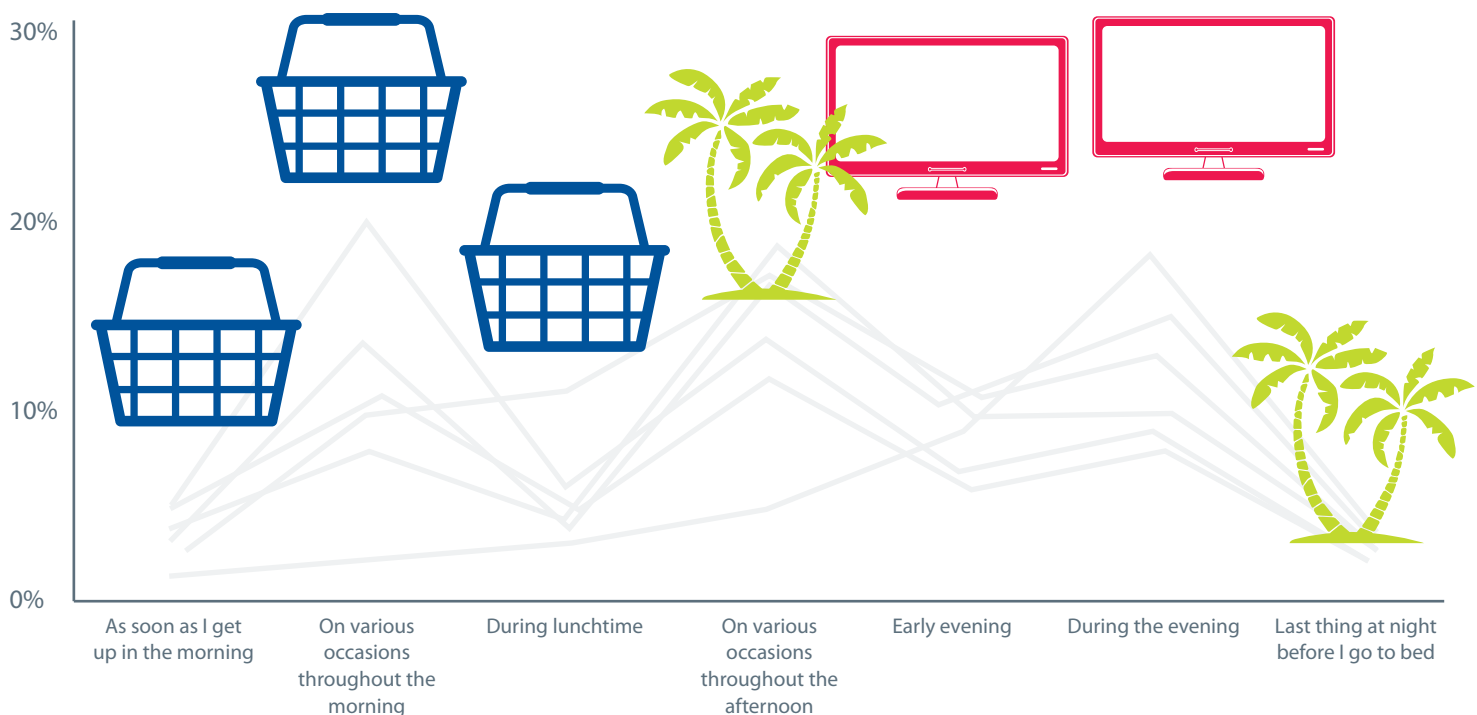 30%
20%
10%
0%
As soon as I get
up in the morning
On various
occasions
throughout the
morning
During lunchtime
On various
occasions
throughout the
afternoon
Early evening
During the evening
Last thing at night
before I go to bed